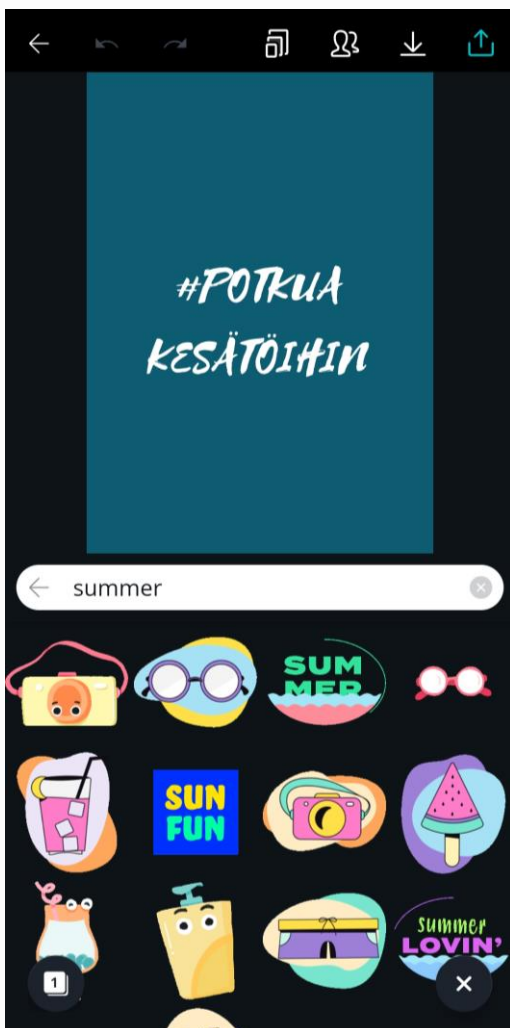 #POTKUA
KESÄTÖIHIN
summer
SUM
MER
SUN
FUN
Summer
LOVIN'
1